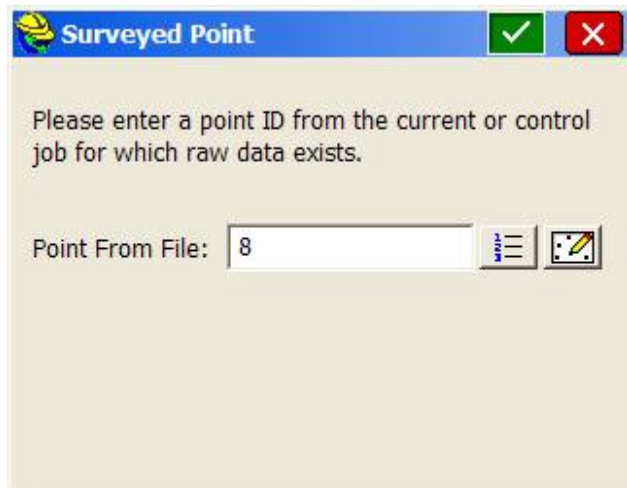 Surveyed Point
Please enter a point ID from the current or control
job for which raw data exists.
Point From File: 8